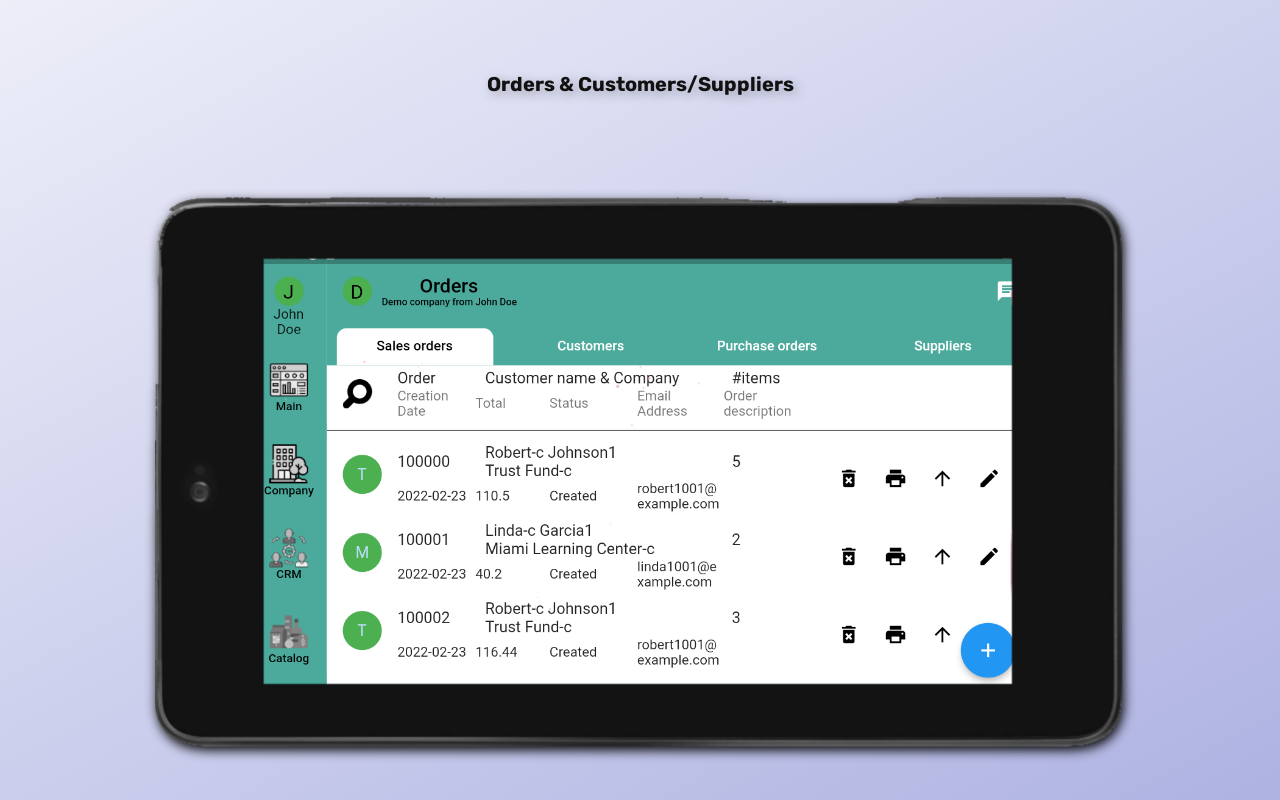 Orders & Customers/Suppliers
J
John
Doe
D
Orders
Demo company from John Doe
Sales orders
Customers
Purchase orders
Suppliers
Main
Company
CRM
Catalog
Order
Customer name & Company
#items
Creation
Date
Total
Status
Email
Address
Order
description
T
100000
Robert-c Johnson1
Trust Fund-c
5
2022-02-23
110.5
Created
robert1001@
example.com
M
100001
Linda-c Garcia1
Miami Learning Center-c
2
2022-02-23
40.2
Created
linda1001@e
xample.com
T
100002
Robert-c Johnson1
Trust Fund-c
3
2022-02-23
116.44
Created
robert1001@
example.com
+